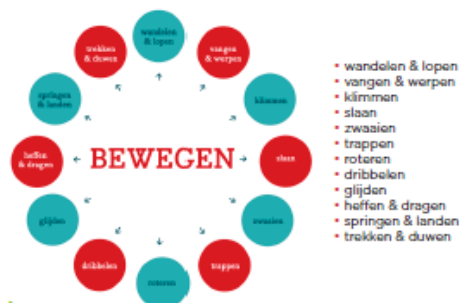 wandelen
& lopen
vangen
& werpen
klimmen
slaan
zwaaien
trappen
roteren
dribbelen
glijden
heffen
& dragen
springen
& landen
trekken
& duwen
BEWEGEN
• wandelen & lopen
• vangen & werpen
• klimmen
• slaan
• zwaaien
• trappen
• roteren
• dribbelen
• glijden
• heffen & dragen
• springen & landen
• trekken & duwen